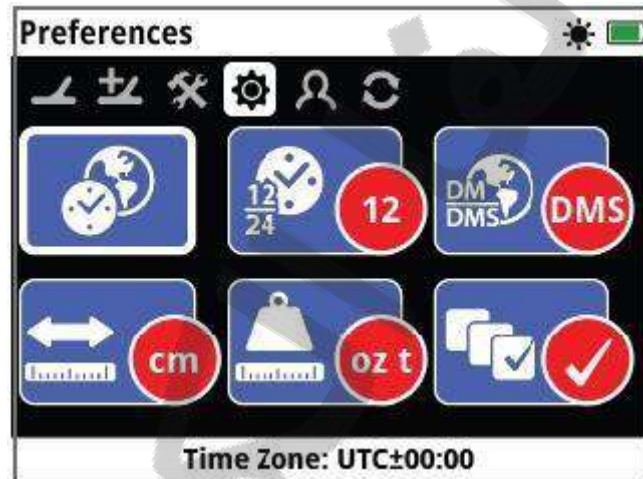 Preferences
12
24
12
DM
DMS
DMS
cm
oz t
Time Zone: UTC±00:00